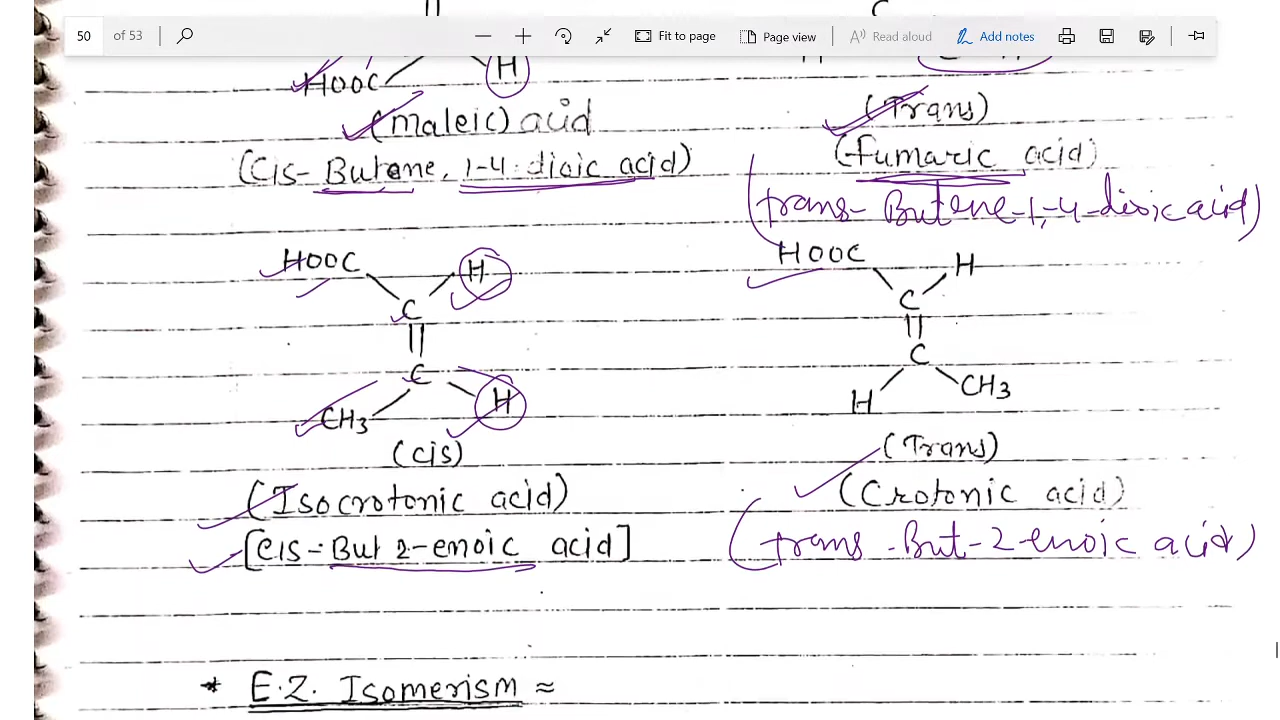 50 of 53 Fit to page Page view Read aloud Add notes
C
HOOC H
(Maleic) acid
(Cis- Butene, 1-4. dioic acid)
(Trans)
(fumaric acid)
(trans- Butene-1,-4-dioic acid)
HOOC H
C
C
CH3 H
(cis)
(Isocrotonic acid)
[cis- But 2-enoic acid]
HOOC H
C
C
H CH3
(Trans)
(Crotonic acid)
(trans -But-2 enoic acid)
* E.Z. Isomerism ≈